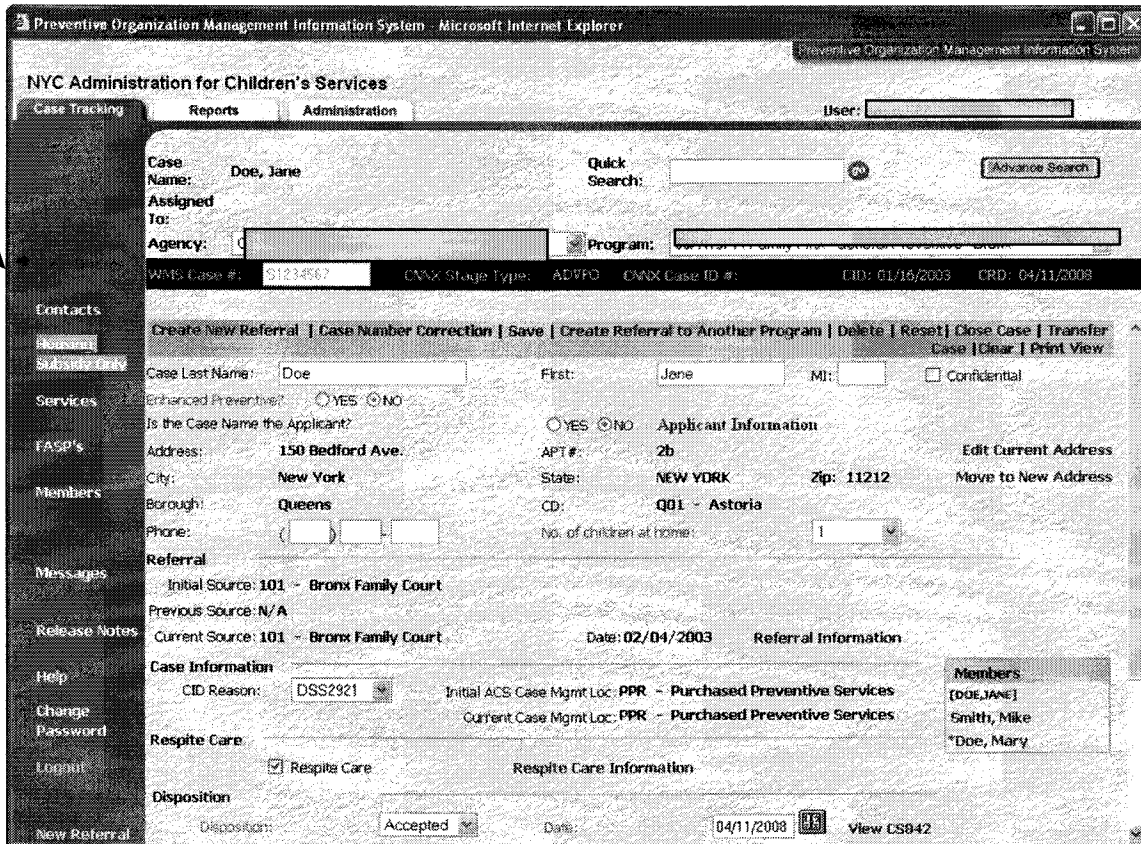 Preventive Organization Management Information System - Microsoft Internet Explorer
Preventive Organization Management Information System
NYC Administration for Children's Services
Case Tracking Reports Administration User:
Case Name: Doe, Jane Quick Search: Advance Search
Assigned To:
Agency: Program:
WMS Case #: S1234567 CNNX Stage Type: ADVPO CNNX Case ID #: CID: 01/16/2003 CRD: 04/11/2008
Contacts
Create New Referral | Case Number Correction | Save | Create Referral to Another Program | Delete | Reset | Close Case | Transfer
Case | Clear | Print View
Housing
Subsidy Only
Case Last Name: Doe First: Jane MI: Confidential
Services
Enhanced Preventive? YES NO
Is the Case Name the Applicant? YES NO Applicant Information
FASP's
Address: 150 Bedford Ave. APT #: 2b Edit Current Address
City: New York State: NEW YORK Zip: 11212 Move to New Address
Members
Borough: Queens CD: Q01 - Astoria
Phone: ( ) - No. of children at home: 1
Referral
Messages
Initial Source: 101 - Bronx Family Court
Previous Source: N/A
Release Notes
Current Source: 101 - Bronx Family Court Date: 02/04/2003 Referral Information
Case Information
Help
CID Reason: DSS2921 Initial ACS Case Mgmt Loc: PPR - Purchased Preventive Services
Current Case Mgmt Loc: PPR - Purchased Preventive Services
Members
[DOE,JANE]
Smith, Mike
*Doe, Mary
Change
Password
Respite Care
Logout
Respite Care Respite Care Information
Disposition
New Referral
Disposition: Accepted Date: 04/11/2008 View CS842